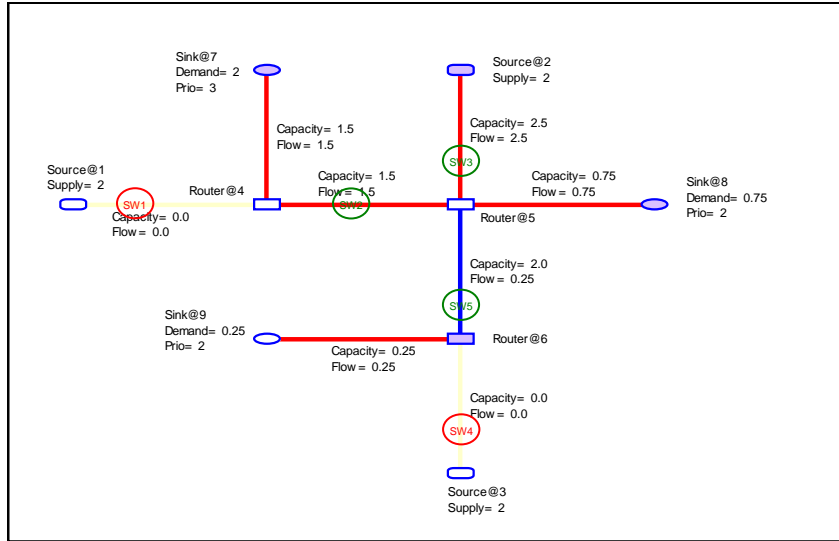 Sink@7
Demand= 2
Prio= 3
Source@2
Supply= 2
Capacity= 1.5
Flow= 1.5
Capacity= 2.5
Flow= 2.5
SW3
Source@1
Supply= 2
Router@4
Capacity= 1.5
Flow= 1.5
SW2
Capacity= 0.75
Flow= 0.75
Sink@8
Demand= 0.75
Prio= 2
SW1
Capacity= 0.0
Flow= 0.0
Router@5
Capacity= 2.0
Flow= 0.25
SW5
Sink@9
Demand= 0.25
Prio= 2
Router@6
Capacity= 0.25
Flow= 0.25
Capacity= 0.0
Flow= 0.0
SW4
Source@3
Supply= 2